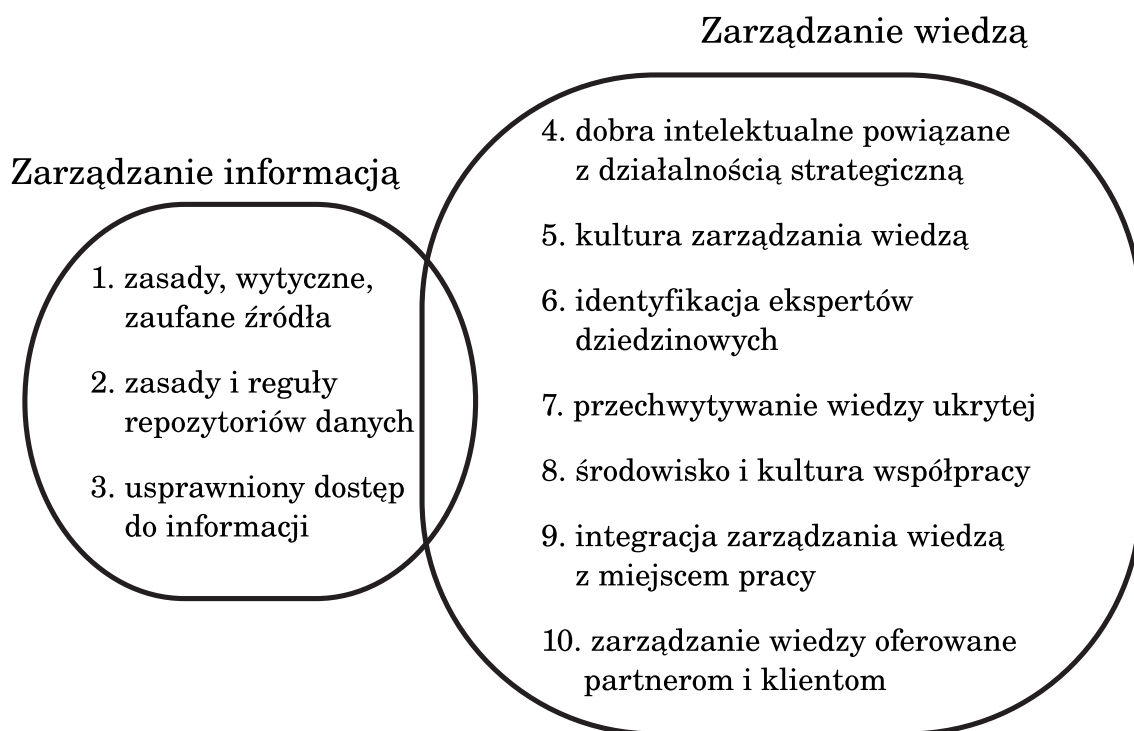 Zarządzanie wiedzą
Zarządzanie informacją
1. zasady, wytyczne,
zaufane źródła
2. zasady i reguły
repozytoriów danych
3. usprawniony dostęp
do informacji
4. dobra intelektualne powiązane
z działalnością strategiczną
5. kultura zarządzania wiedzą
6. identyfikacja ekspertów
dziedzinowych
7. przechwytywanie wiedzy ukrytej
8. środowisko i kultura współpracy
9. integracja zarządzania wiedzą
z miejscem pracy
10. zarządzanie wiedzy oferowane
partnerom i klientom